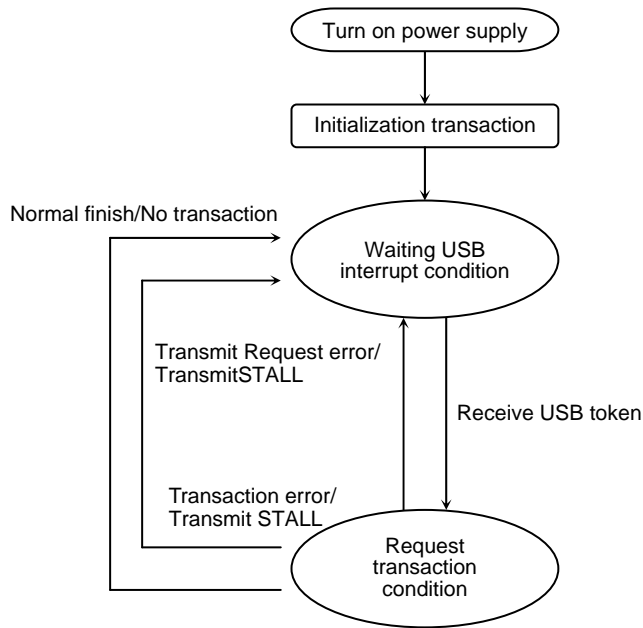 Turn on power supply
Initialization transaction
Normal finish/No transaction
Waiting USB
interrupt condition
Transmit Request error/
TransmitSTALL
Receive USB token
Transaction error/
Transmit STALL
Request
transaction
condition